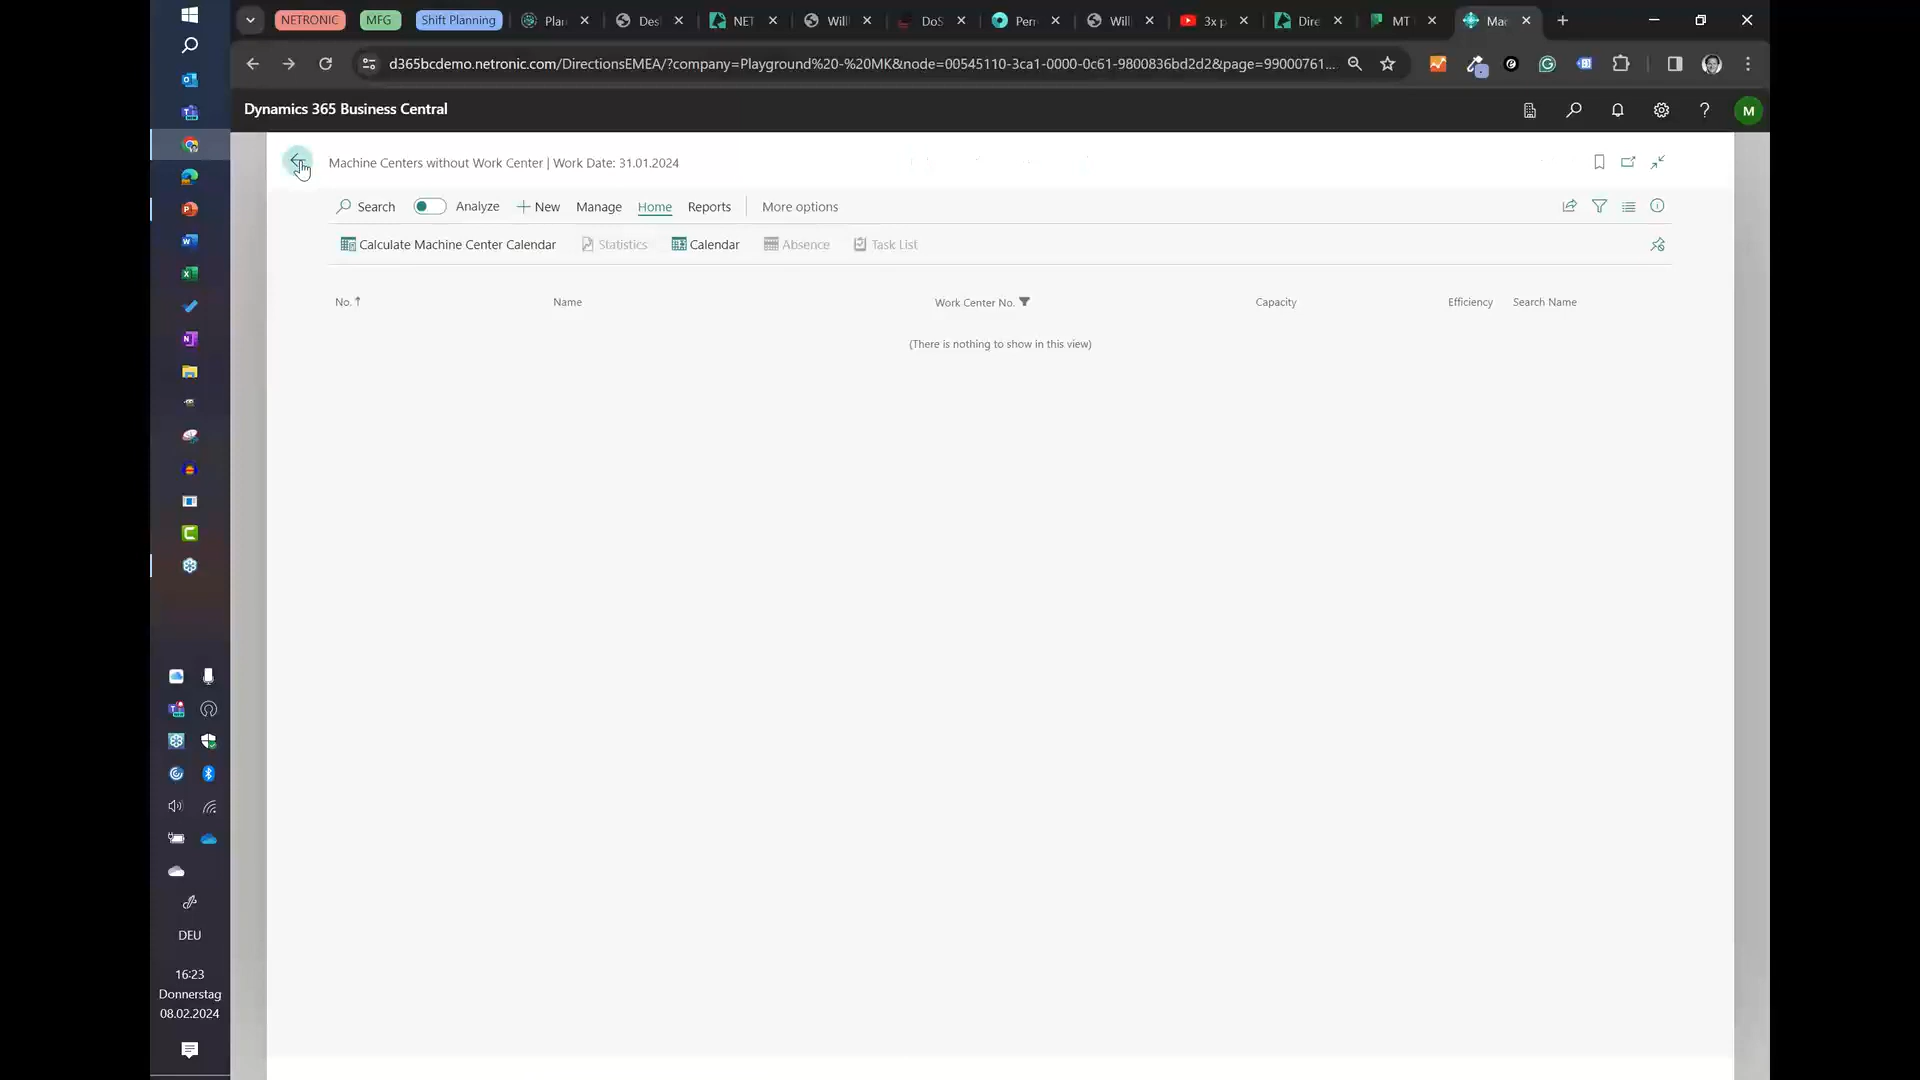 NETRONIC MFG Shift Planning Plan Des NET Will DoS Perr Will 3x p Dire MT Mac
d365bcdemo.netronic.com/DirectionsEMEA/?company=Playground%20-%20MK&node=00545110-3ca1-0000-0c61-9800836bd2d2&page=99000761...
Dynamics 365 Business Central
M
Machine Centers without Work Center | Work Date: 31.01.2024
Search Analyze New Manage Home Reports More options
Calculate Machine Center Calendar Statistics Calendar Absence Task List
No. ↑ Name Work Center No. Capacity Efficiency Search Name
(There is nothing to show in this view)
DEU
16:23
Donnerstag
08.02.2024